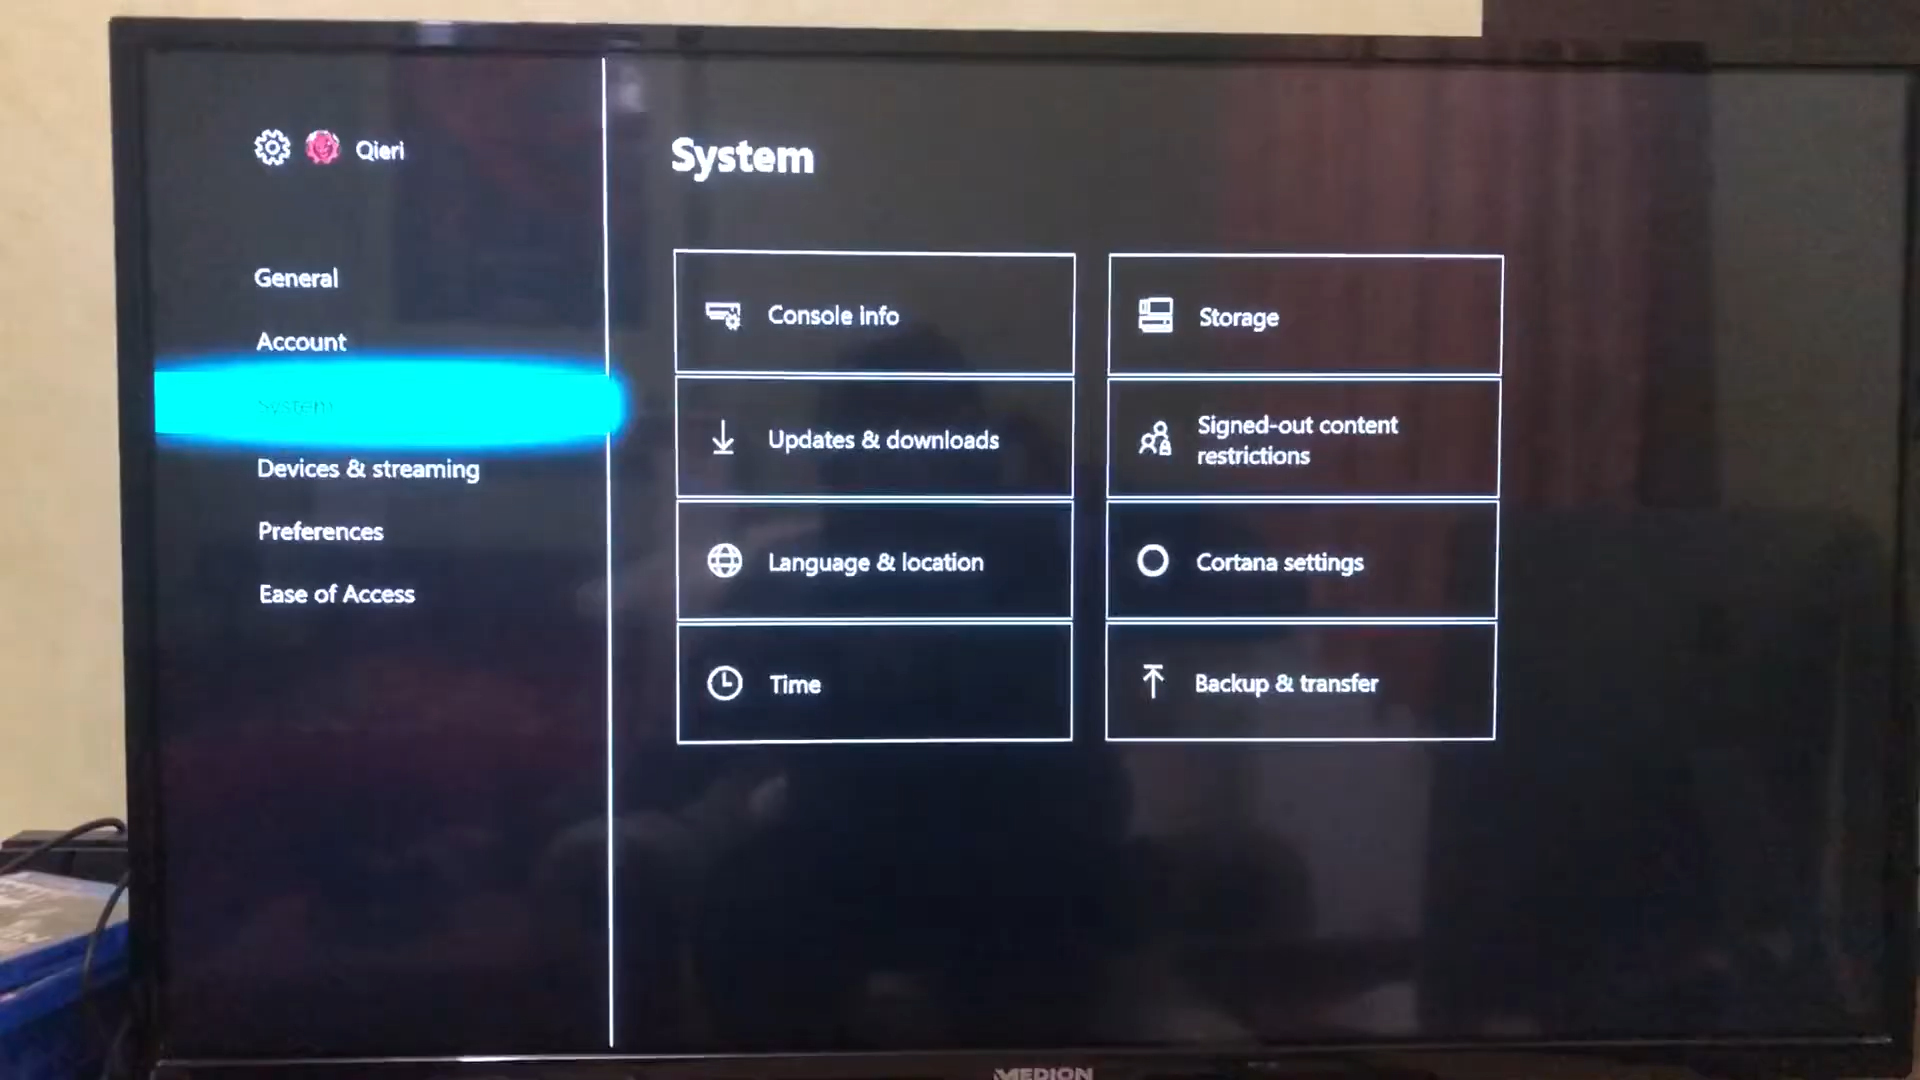 Qieri
General
Account
System
Devices & streaming
Preferences
Ease of Access
System
Console info
Storage
Updates & downloads
Signed-out content
restrictions
Language & location
Cortana settings
Time
Backup & transfer
MEDION